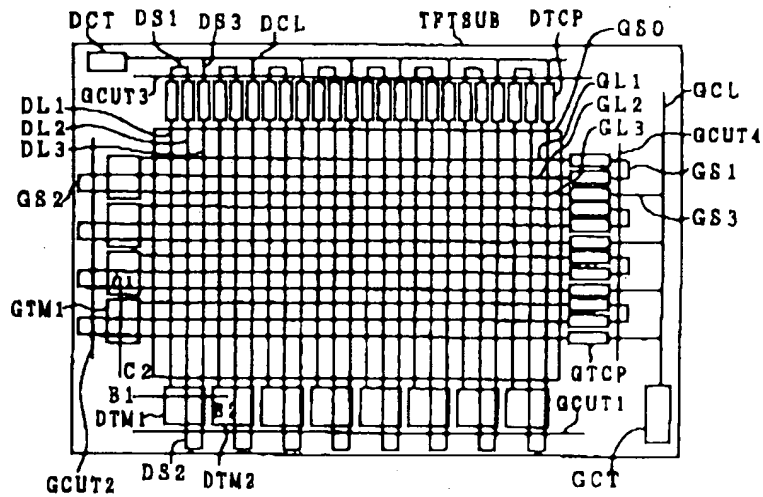 DCT DS1 DS3 DCL TFTSUB DTCP GS0
GCUT3 GL1 GCL
DL1 GL2
DL2 GL3 GCUT4
DL3 GS1
GS2 GS3
C1
GTM1
C2 GTCP
B1
DTM1 B2 GCUT1
GCUT2 DS2 DTM2 GCT